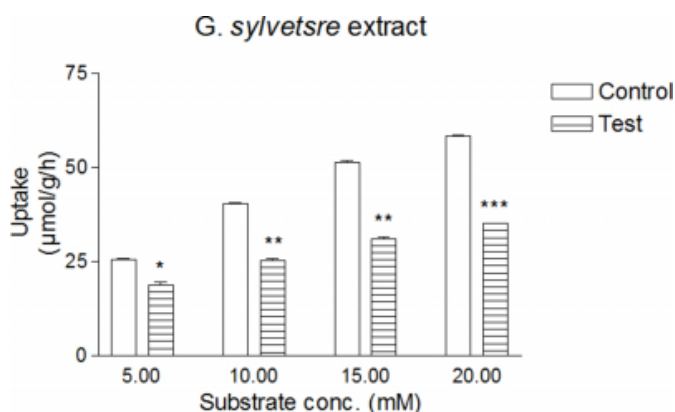 G. sylvetsre extract
75
50
25
0
Uptake
(µmol/g/h)
Control
Test
*
**
**
***
5.00 10.00 15.00 20.00
Substrate conc. (mM)